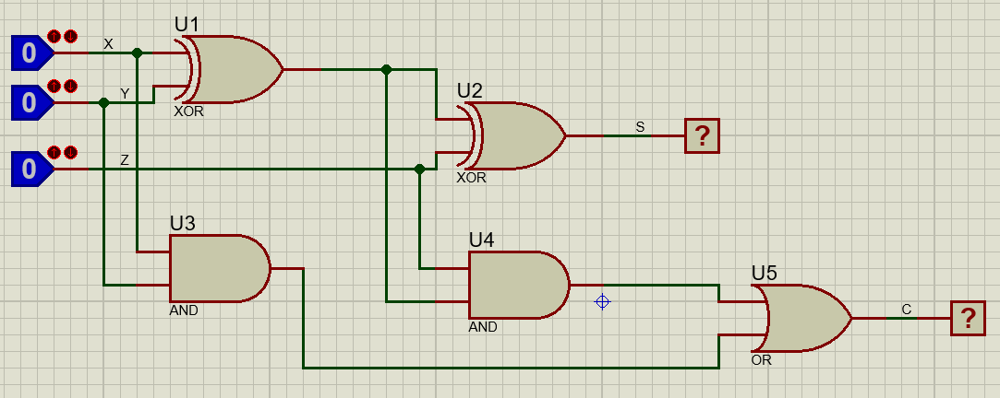 U1
0
X
XOR
0
Y
U2
0
Z
XOR
S
?
U3
AND
U4
AND
U5
OR
C
?